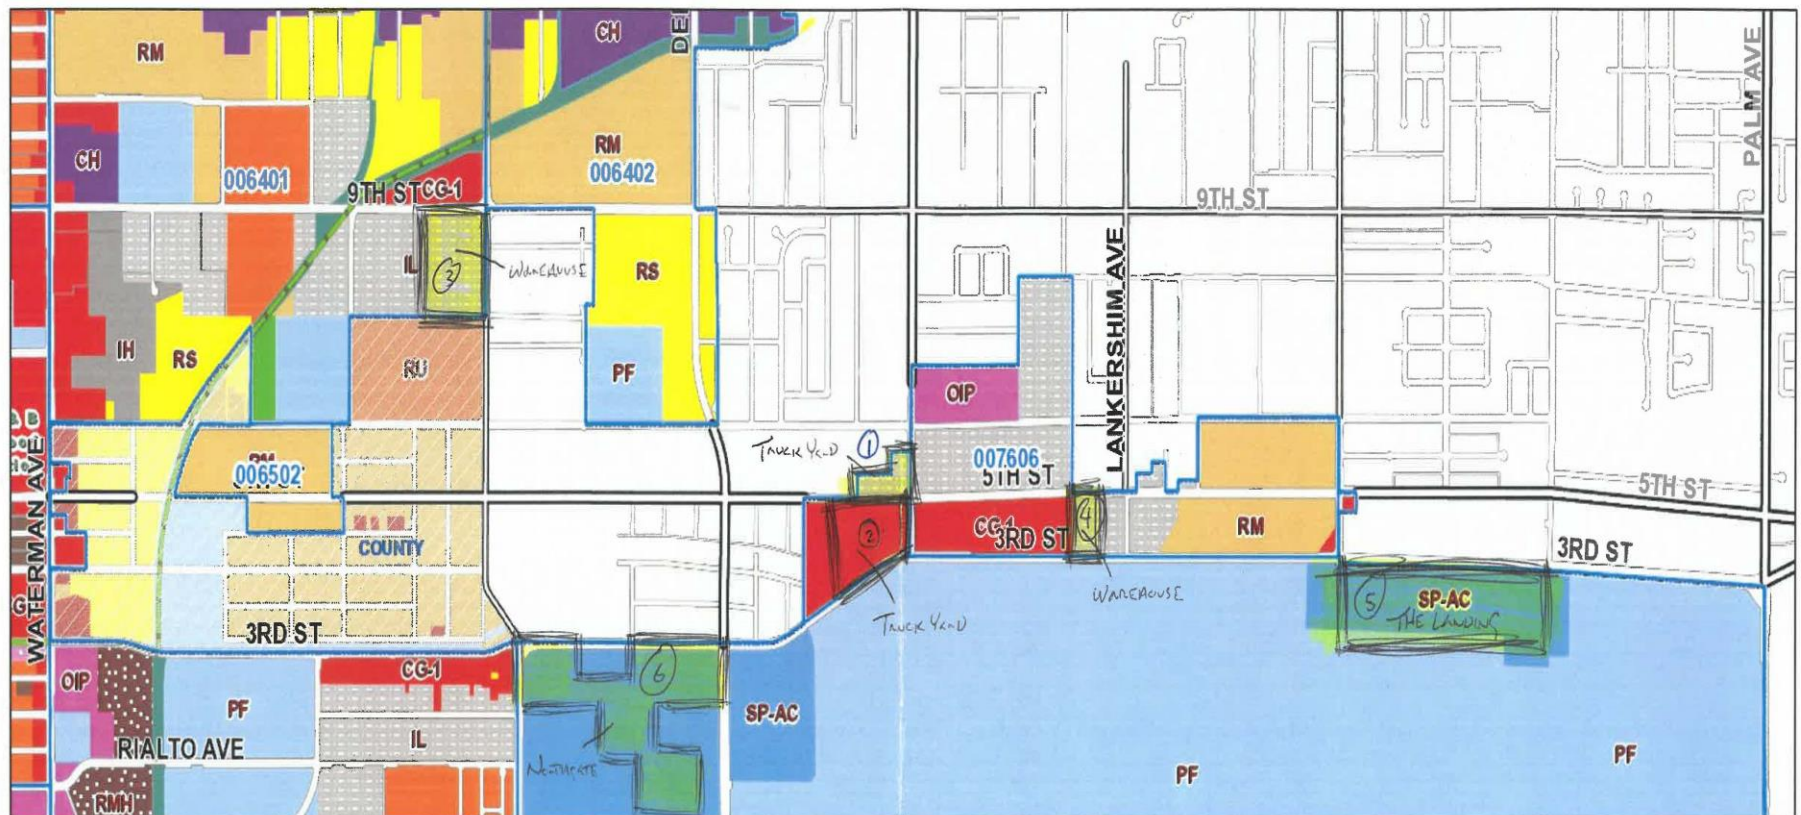 RM
CH
DE
PALM AVE
CH
006401
RM
006402
9TH ST
CG-1
9TH ST
IL
3
WAREHOUSE
RS
LANKERSHIM AVE
IH
RS
RU
PF
OIP
TRUCK YARD
1
RM
006502
007606
5TH ST
5TH ST
WATERMAN AVE
COUNTY
2
CG-1
3RD ST
4
RM
3RD ST
WAREHOUSE
5
SP-AC
THE LANDING
TRUCK YARD
G
3RD ST
OIP
CG-1
6
PF
SP-AC
RIALTO AVE
IL
NORTHGATE
PF
PF
RMH